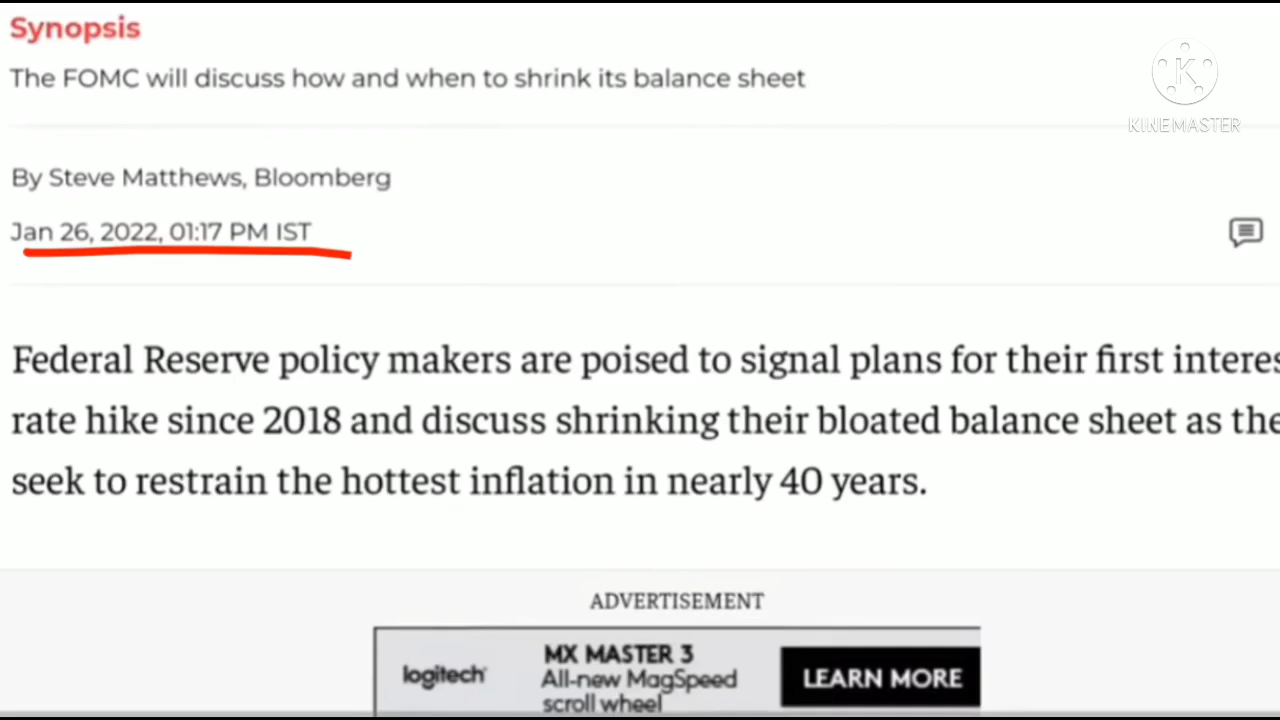 Synopsis
The FOMC will discuss how and when to shrink its balance sheet
K
KINEMASTER
By Steve Matthews, Bloomberg
Jan 26, 2022, 01:17 PM IST
Federal Reserve policy makers are poised to signal plans for their first interes
rate hike since 2018 and discuss shrinking their bloated balance sheet as the
seek to restrain the hottest inflation in nearly 40 years.
ADVERTISEMENT
logitech
MX MASTER 3
All-new MagSpeed
scroll wheel
LEARN MORE